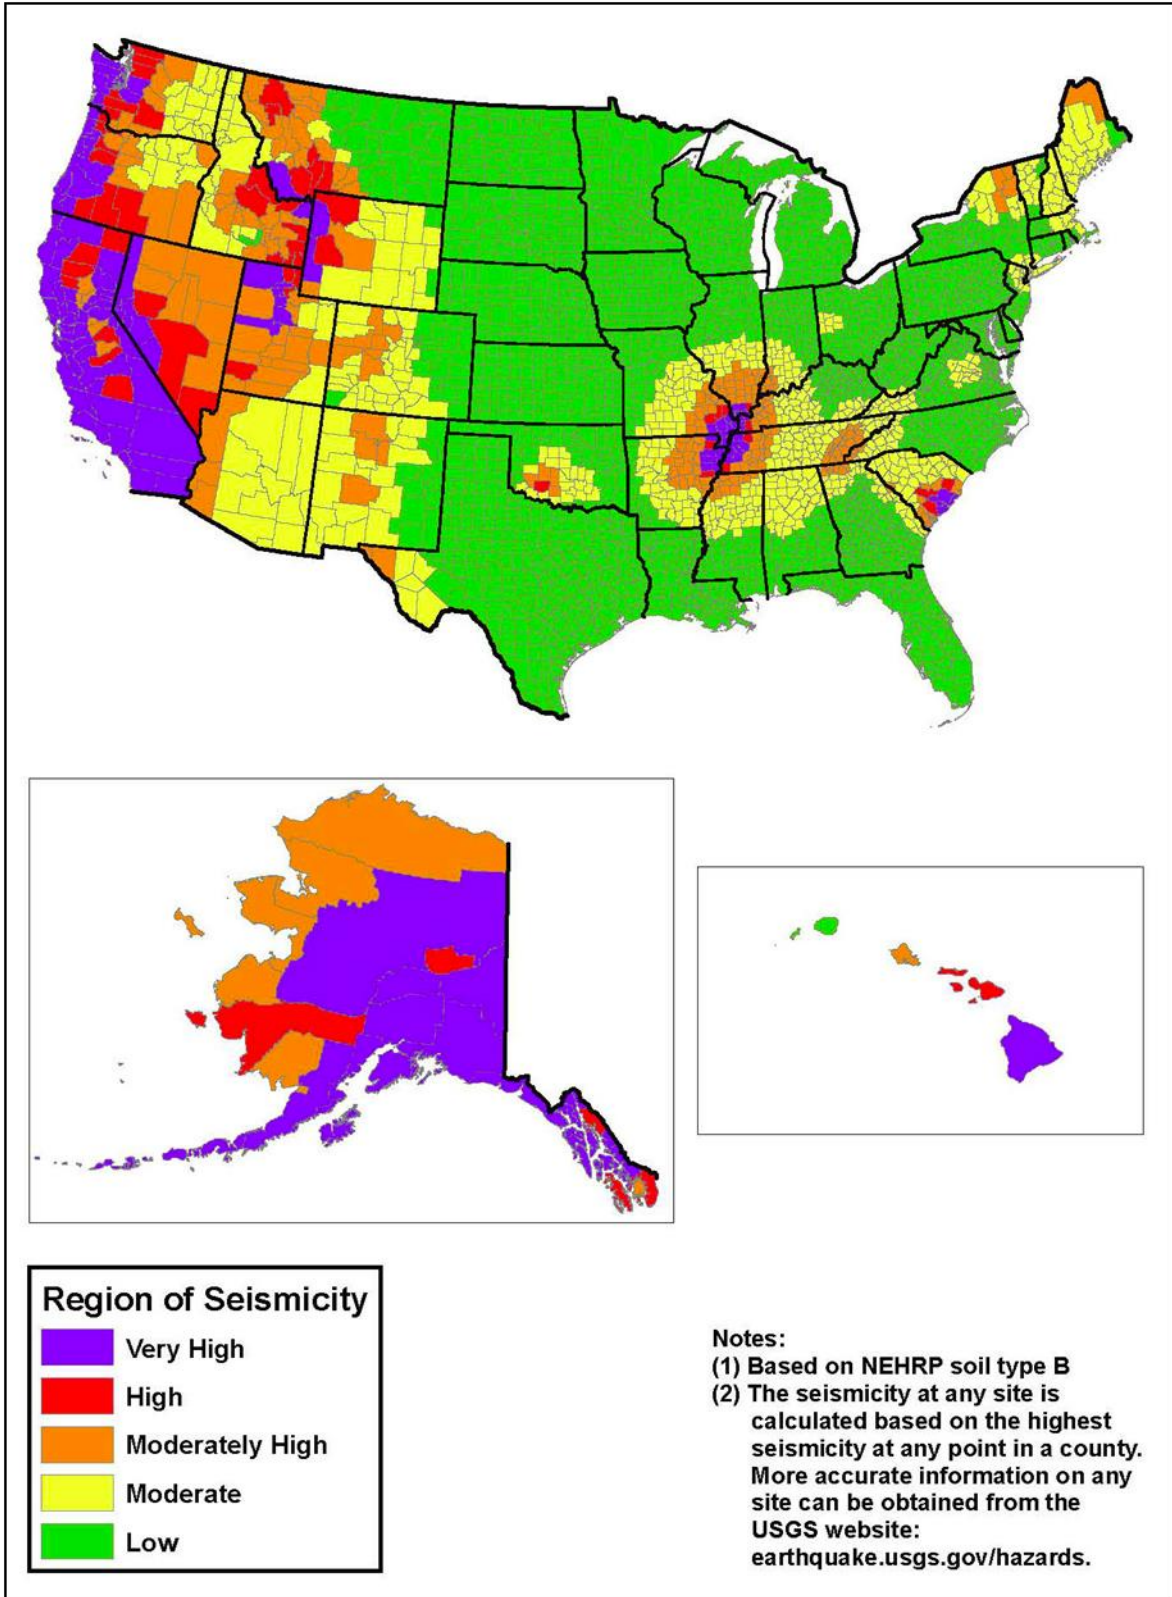 Region of Seismicity
Very High
High
Moderately High
Moderate
Low
Notes:
(1) Based on NEHRP soil type B
(2) The seismicity at any site is
calculated based on the highest
seismicity at any point in a county.
More accurate information on any
site can be obtained from the
USGS website:
earthquake.usgs.gov/hazards.